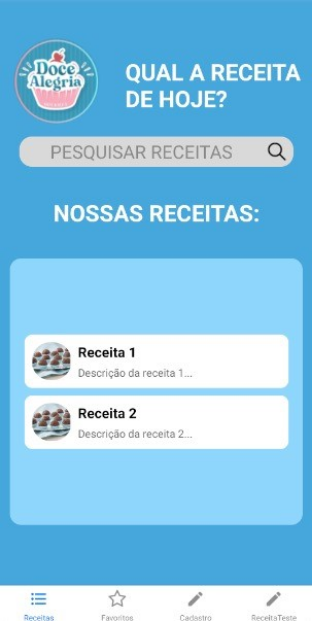 Doce
Alegria
QUAL A RECEITA
DE HOJE?
PESQUISAR RECEITAS
NOSSAS RECEITAS:
Receita 1
Descrição da receita 1...
Receita 2
Descrição da receita 2...
Receitas
Favoritos
Cadastro
ReceitaTeste